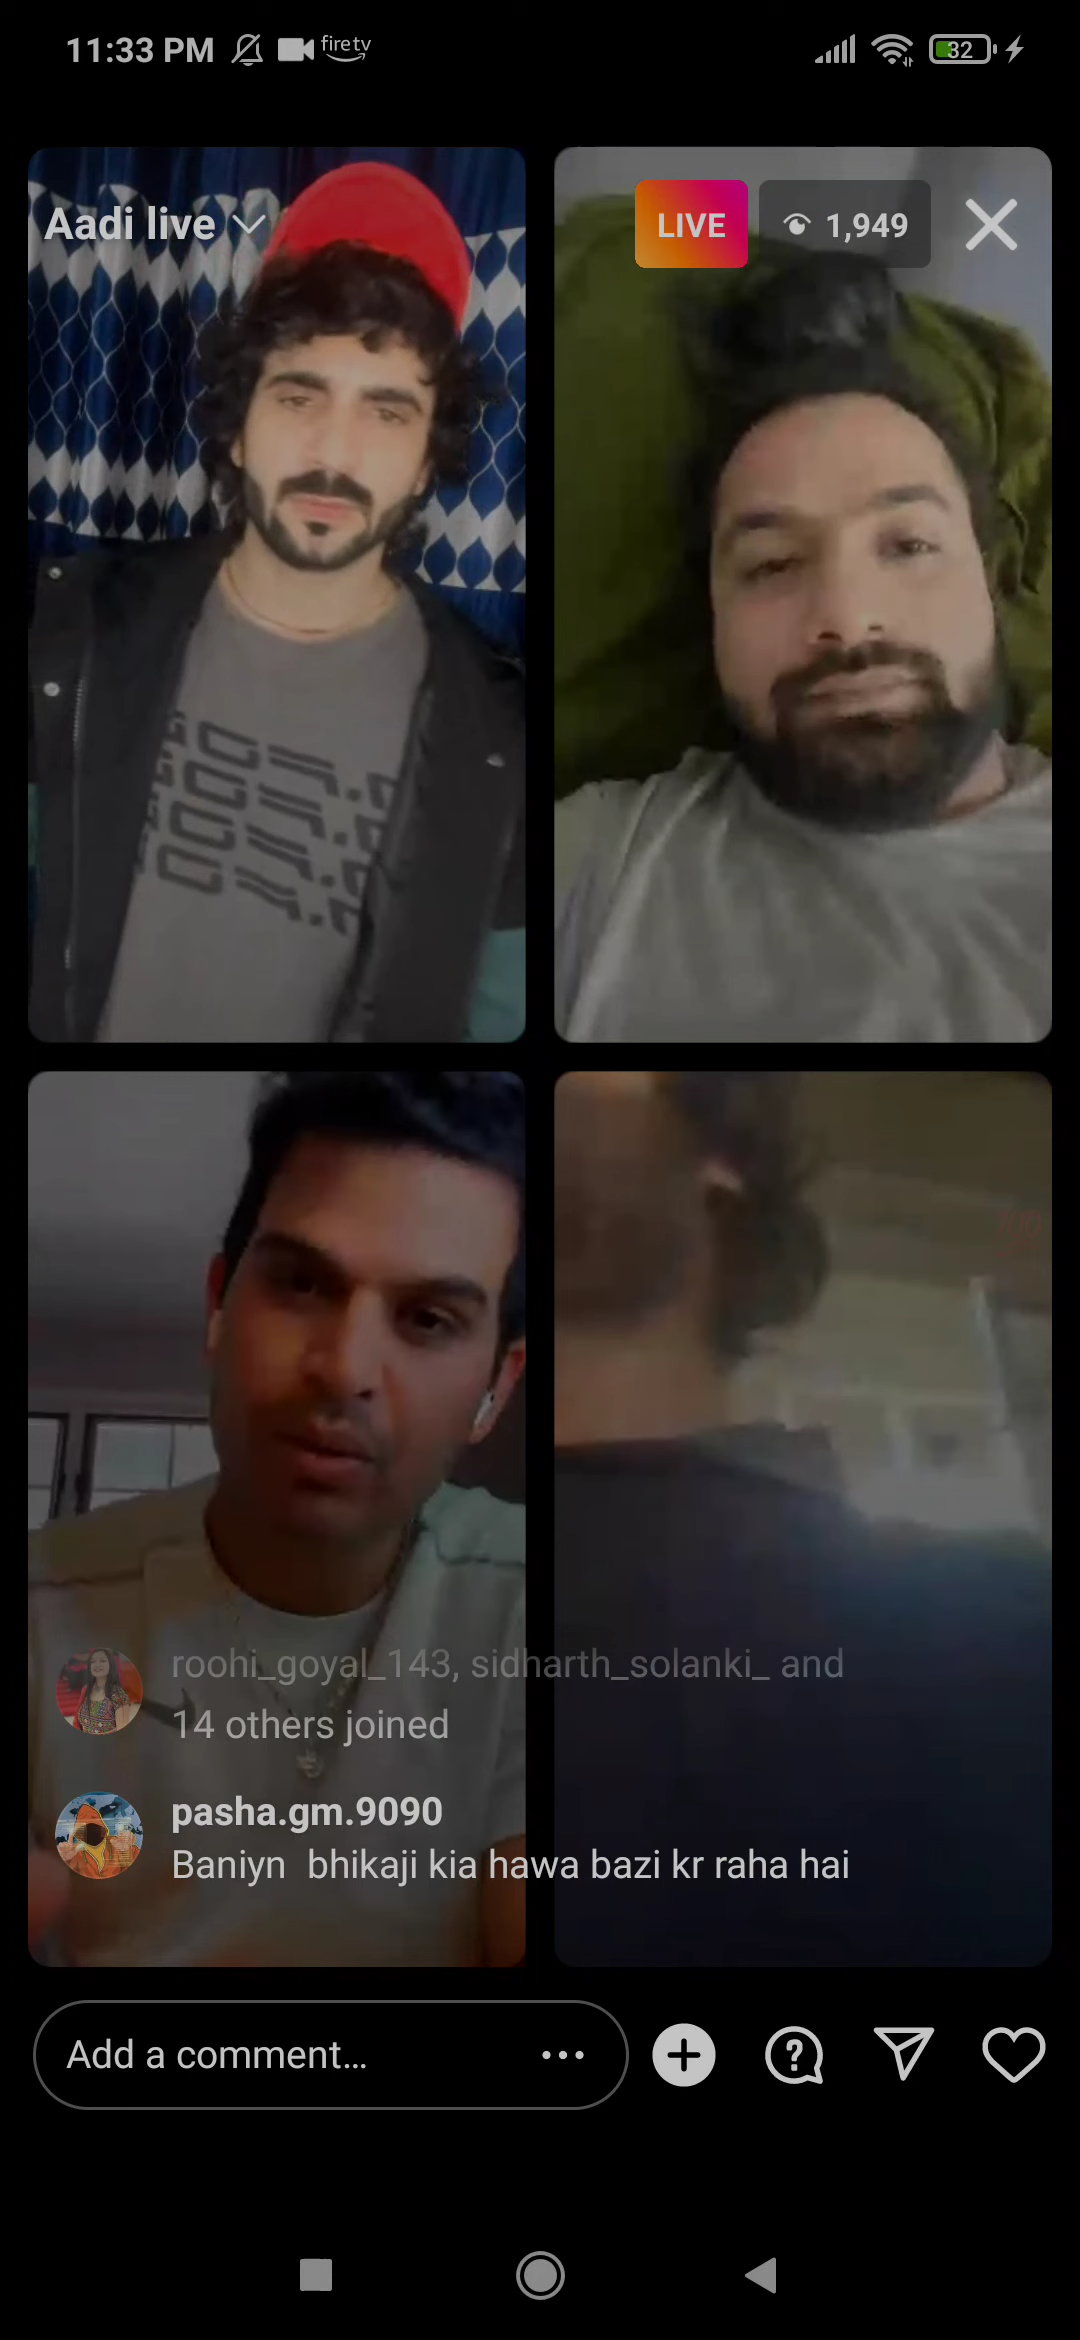 11:33 PM firetv 32
Aadi live LIVE 1,949
roohi_goyal_143, sidharth_solanki_ and
14 others joined
pasha.gm.9090
Baniyn bhikaji kia hawa bazi kr raha hai
Add a comment...